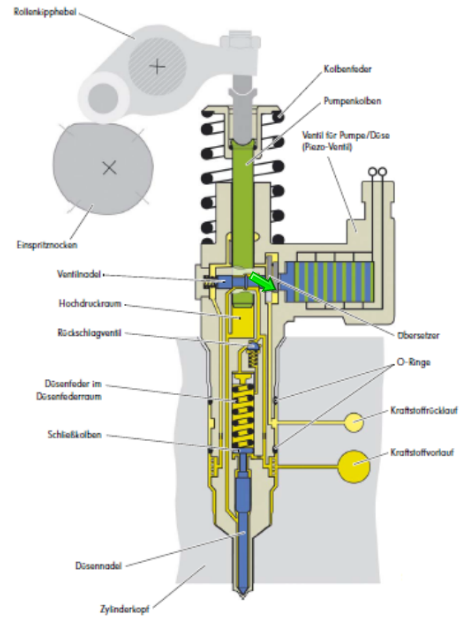 Rollenkipphebel
Kolbenfeder
Pumpenkolben
Ventil für Pumpe/Düse
(Piezo-Ventil)
Einspritznocken
Ventilnadel
Hochdruckraum
Rückschlagventil
Übersetzer
O-Ringe
Düsenfeder im
Düsenfederraum
Kraftstoffrücklauf
Schließkolben
Kraftstoffvorlauf
Düsennadel
Zylinderkopf